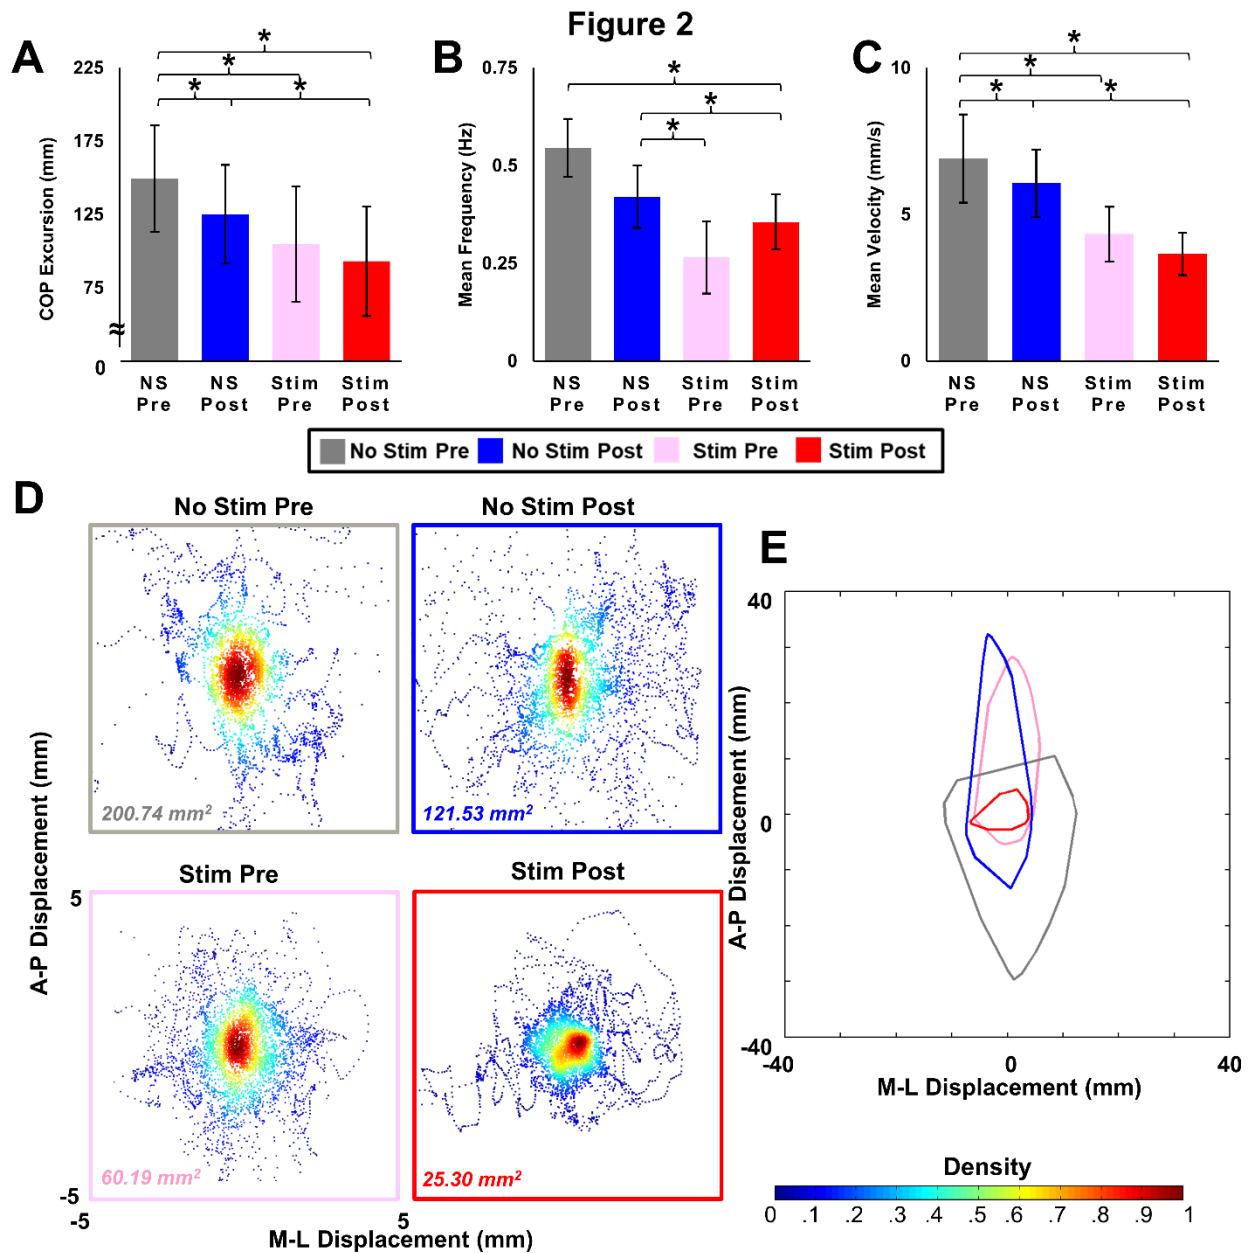 Figure 2
A
*
*
*
*
225
175
125
75
≈
0
COP Excursion (mm)
NS Pre
NS Post
Stim Pre
Stim Post
B
*
*
*
0.75
0.5
0.25
0
Mean Frequency (Hz)
NS Pre
NS Post
Stim Pre
Stim Post
C
*
*
*
*
10
5
0
Mean Velocity (mm/s)
NS Pre
NS Post
Stim Pre
Stim Post
No Stim Pre No Stim Post Stim Pre Stim Post
D
No Stim Pre
200.74 mm²
No Stim Post
121.53 mm²
Stim Pre
60.19 mm²
Stim Post
25.30 mm²
A-P Displacement (mm)
5
-5
-5
5
M-L Displacement (mm)
E
40
0
-40
A-P Displacement (mm)
-40 0 40
M-L Displacement (mm)
Density
0 .1 .2 .3 .4 .5 .6 .7 .8 .9 1